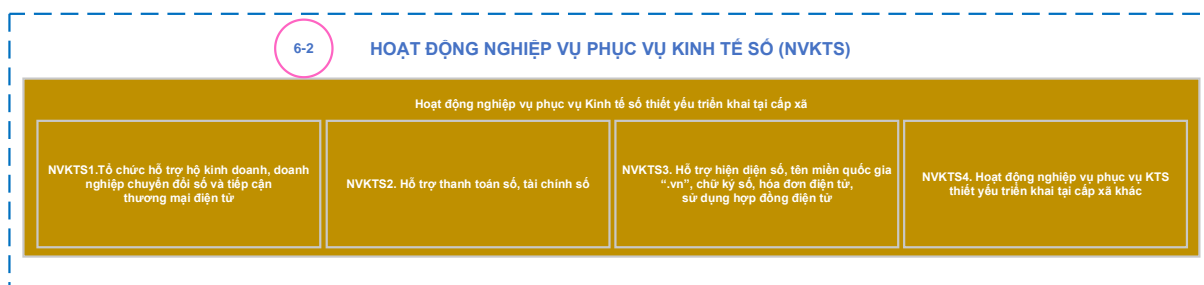 6-2
HOẠT ĐỘNG NGHIỆP VỤ PHỤC VỤ KINH TẾ SỐ (NVKTS)
Hoạt động nghiệp vụ phục vụ Kinh tế số thiết yếu triển khai tại cấp xã
NVKTS1.Tổ chức hỗ trợ hộ kinh doanh, doanh
nghiệp chuyển đổi số và tiếp cận
thương mại điện tử
NVKTS2. Hỗ trợ thanh toán số, tài chính số
NVKTS3. Hỗ trợ hiện diện số, tên miền quốc gia
“.vn”, chữ ký số, hóa đơn điện tử,
sử dụng hợp đồng điện tử
NVKTS4. Hoạt động nghiệp vụ phục vụ KTS
thiết yếu triển khai tại cấp xã khác